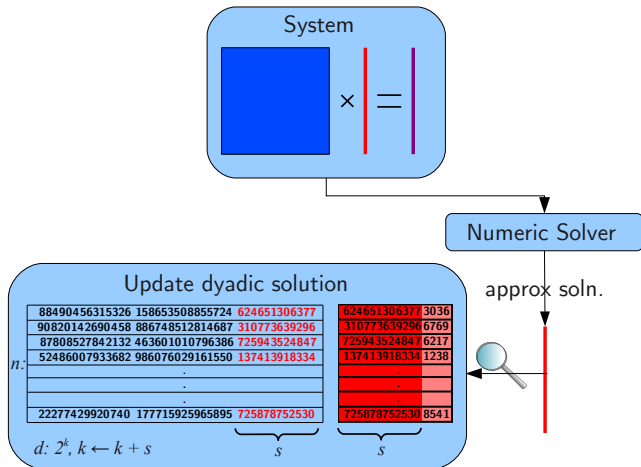 System
× =
Numeric Solver
approx soln.
Update dyadic solution
88490456315326 158653508855724 624651306377 624651306377 3036
90820142690458 886748512814687 310773639296 310773639296 6769
87808527842132 463601010796386 725943524847 725943524847 6217
n: 52486007933682 986076029161550 137413918334 137413918334 1238
. .
. .
. .
22277429920740 177715925965895 725878752530 725878752530 8541
s s
d: 2^k, k ← k + s